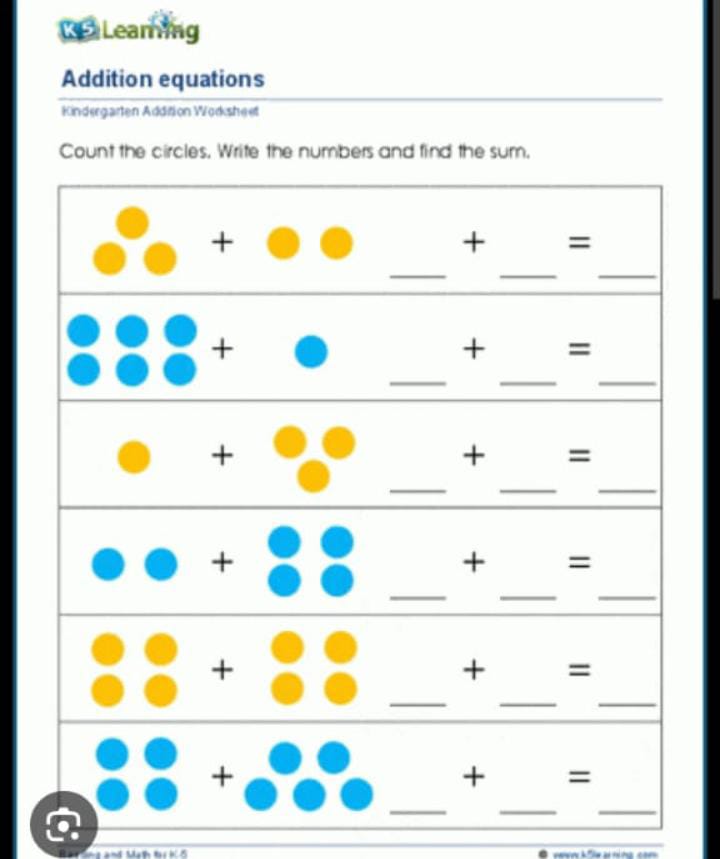 K5 Learning
Addition equations
Kindergarten Addition Worksheet
Count the circles. Write the numbers and find the sum.
+ ___ + ___ = ___
+ ___ + ___ = ___
+ ___ + ___ = ___
+ ___ + ___ = ___
+ ___ + ___ = ___
+ ___ + ___ = ___
and Math for K-5
© www.k5learning.com